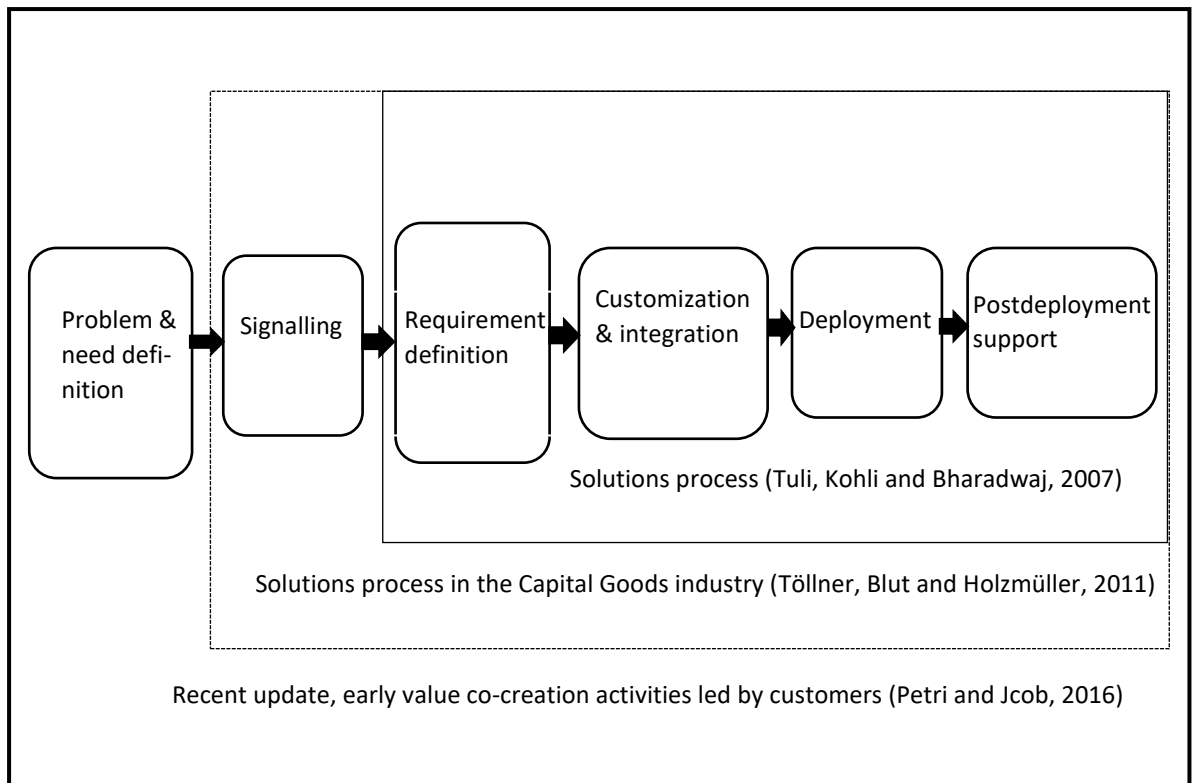 Problem &
need defi-
nition
Signalling
Requirement
definition
Customization
& integration
Deployment
Postdeployment
support
Solutions process (Tuli, Kohli and Bharadwaj, 2007)
Solutions process in the Capital Goods industry (Töllner, Blut and Holzmüller, 2011)
Recent update, early value co-creation activities led by customers (Petri and Jcob, 2016)